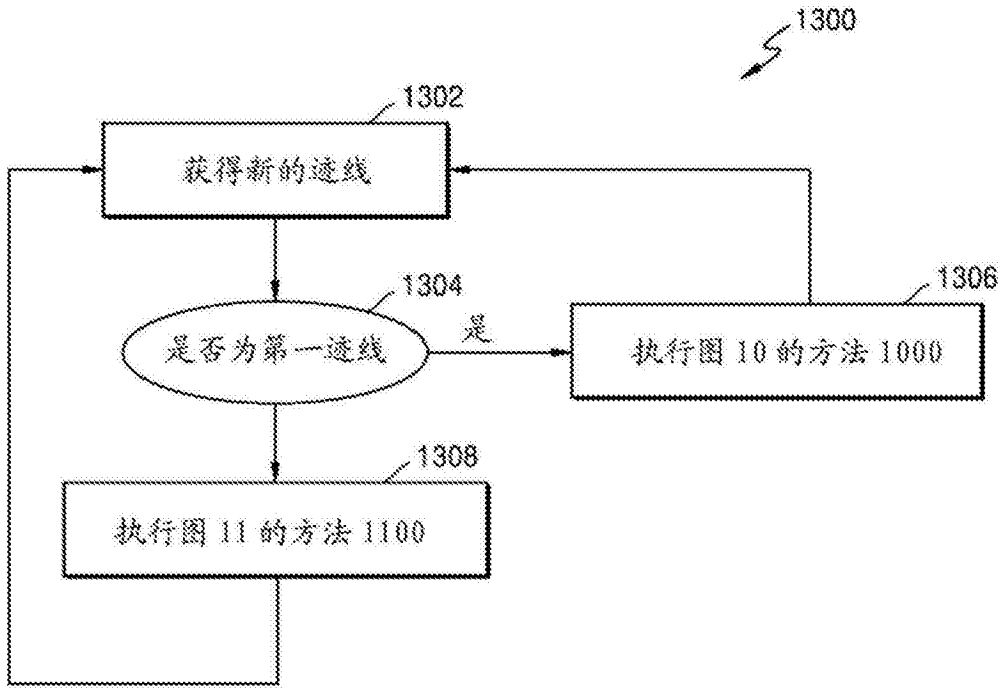 1300
1302
获得新的迹线
1304
是否为第一迹线
是
1306
执行图 10 的方法 1000
1308
执行图 11 的方法 1100